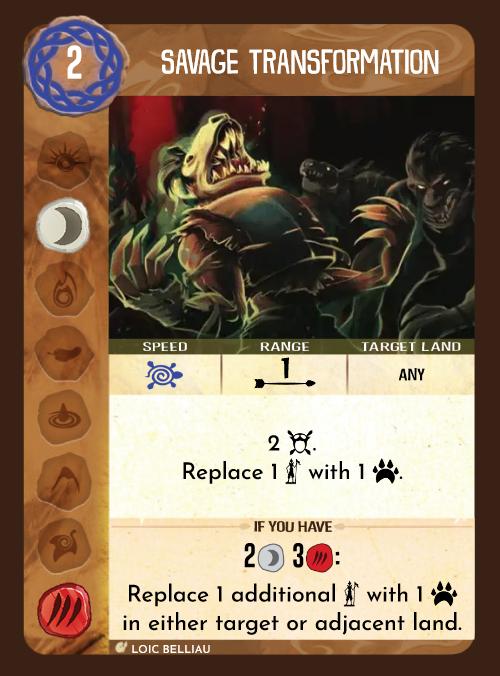 2
SAVAGE TRANSFORMATION
SPEED RANGE TARGET LAND
1 ANY
2 .
Replace 1 with 1 .
IF YOU HAVE
2 3 :
Replace 1 additional with 1
in either target or adjacent land.
LOIC BELLIAU